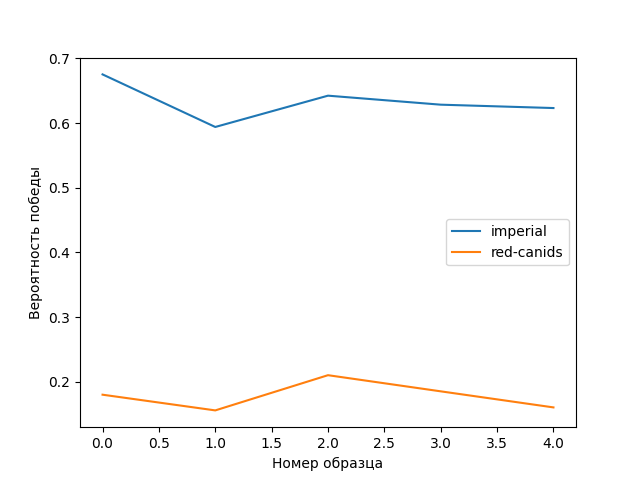 Вероятность победы
0.7
0.6
0.5
0.4
0.3
0.2
imperial
red-canids
0.0 0.5 1.0 1.5 2.0 2.5 3.0 3.5 4.0
Номер образца